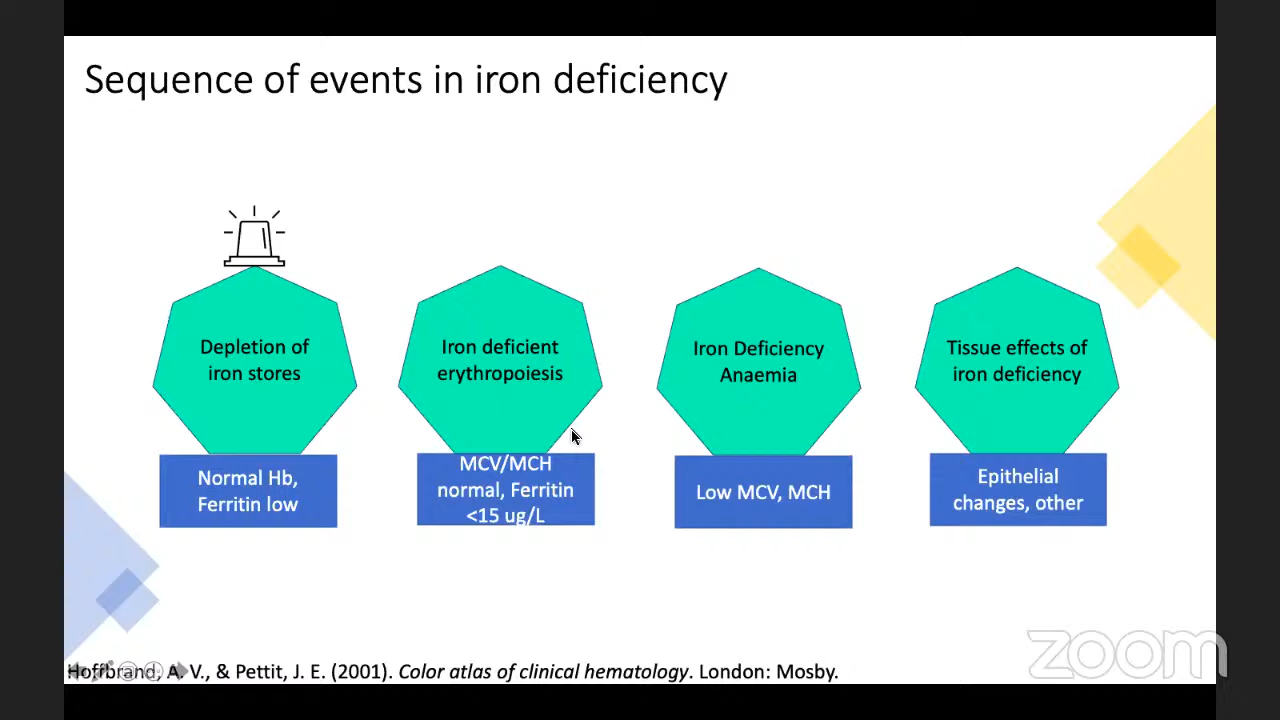 Sequence of events in iron deficiency
Depletion of
iron stores
Normal Hb,
Ferritin low
Iron deficient
erythropoiesis
MCV/MCH
normal, Ferritin
<15 ug/L
Iron Deficiency
Anaemia
Low MCV, MCH
Tissue effects of
iron deficiency
Epithelial
changes, other
Hoffbrand, A. V., & Pettit, J. E. (2001). Color atlas of clinical hematology. London: Mosby.
zoom